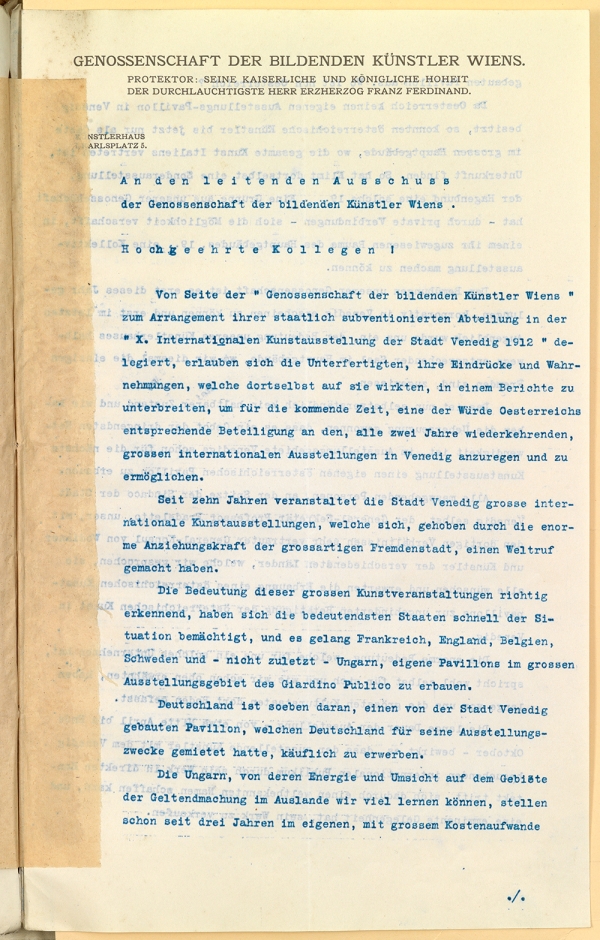 GENOSSENSCHAFT DER BILDENDEN KÜNSTLER WIENS.
PROTEKTOR: SEINE KAISERLICHE UND KÖNIGLICHE HOHEIT
DER DURCHLAUCHTIGSTE HERR ERZHERZOG FRANZ FERDINAND.
NSTLERHAUS
ARLSPLATZ 5.
An den leitenden Ausschuss
der Genossenschaft der bildenden Künstler Wiens .
Hochgeehrte Kollegen !
Von Seite der " Genossenschaft der bildenden Künstler Wiens "
zum Arrangement ihrer staatlich subventionierten Abteilung in der
" X. Internationalen Kunstausstellung der Stadt Venedig 1912 " de-
legiert, erlauben sich die Unterfertigten, ihre Eindrücke und Wahr-
nehmungen, welche dortselbst auf sie wirkten, in einem Berichte zu
unterbreiten, um für die kommende Zeit, eine der Würde Oesterreichs
entsprechende Beteiligung an den, alle zwei Jahre wiederkehrenden,
grossen internationalen Ausstellungen in Venedig anzuregen und zu
ermöglichen.
Seit zehn Jahren veranstaltet die Stadt Venedig grosse inter-
nationale Kunstausstellungen, welche sich, gehoben durch die enor-
me Anziehungskraft der grossartigen Fremdenstadt, einen Weltruf
gemacht haben.
Die Bedeutung dieser grossen Kunstveranstaltungen richtig
erkennend, haben sich die bedeutendsten Staaten schnell der Si-
tuation bemächtigt, und es gelang Frankreich, England, Belgien,
Schweden und - nicht zuletzt - Ungarn, eigene Pavillons im grossen
Ausstellungsgebiet des Giardino Publico zu erbauen.
Deutschland ist soeben daran, einen von der Stadt Venedig
gebauten Pavillon, welchen Deutschland für seine Ausstellungs-
zwecke gemietet hatte, käuflich zu erwerben.
Die Ungarn, von deren Energie und Umsicht auf dem Gebiete
der Geltendmachung im Auslande wir viel lernen können, stellen
schon seit drei Jahren im eigenen, mit grossem Kostenaufwande
./.